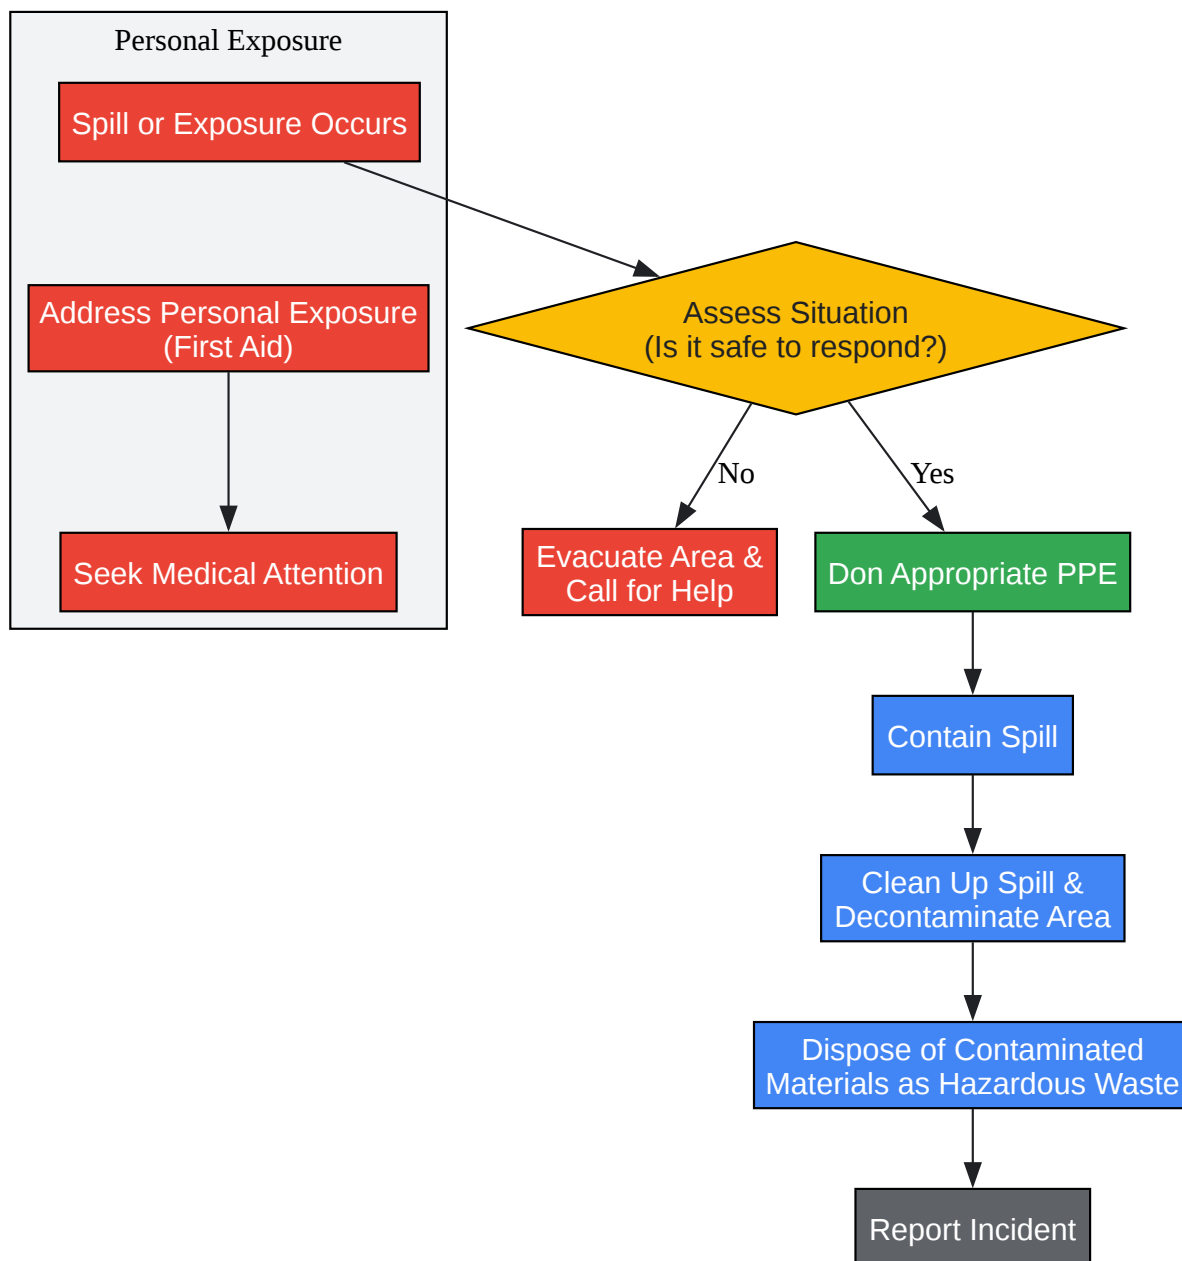 Personal Exposure
Spill or Exposure Occurs
Address Personal Exposure
(First Aid)
Seek Medical Attention
Assess Situation
(Is it safe to respond?)
No
Yes
Evacuate Area &
Call for Help
Don Appropriate PPE
Contain Spill
Clean Up Spill &
Decontaminate Area
Dispose of Contaminated
Materials as Hazardous Waste
Report Incident